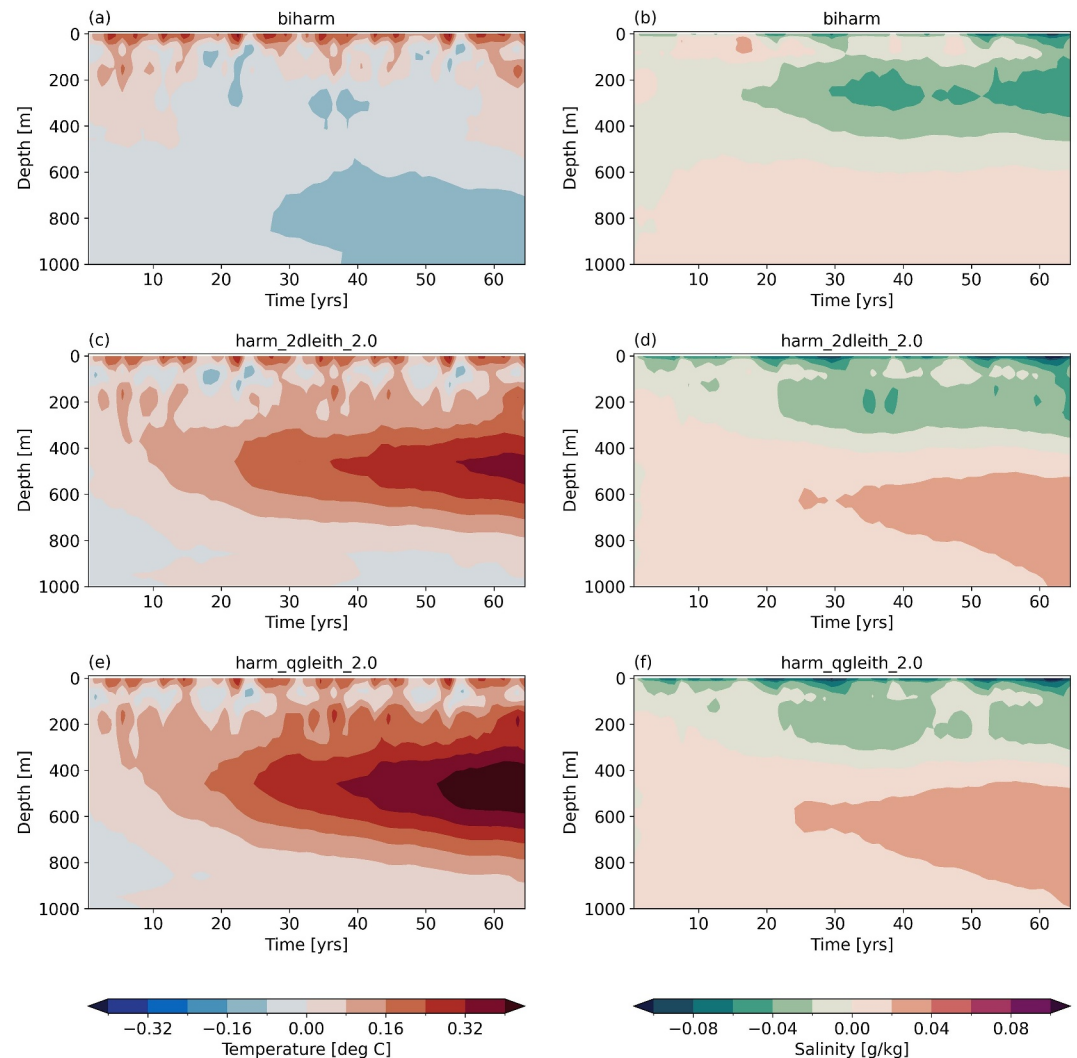 (a) biharm
0
200
400
600
800
1000
Depth [m]
10 20 30 40 50 60
Time [yrs]
(b) biharm
0
200
400
600
800
1000
Depth [m]
10 20 30 40 50 60
Time [yrs]
(c) harm_2dleith_2.0
0
200
400
600
800
1000
Depth [m]
10 20 30 40 50 60
Time [yrs]
(d) harm_2dleith_2.0
0
200
400
600
800
1000
Depth [m]
10 20 30 40 50 60
Time [yrs]
(e) harm_qgleith_2.0
0
200
400
600
800
1000
Depth [m]
10 20 30 40 50 60
Time [yrs]
(f) harm_qgleith_2.0
0
200
400
600
800
1000
Depth [m]
10 20 30 40 50 60
Time [yrs]
−0.32 −0.16 0.00 0.16 0.32
Temperature [deg C]
−0.08 −0.04 0.00 0.04 0.08
Salinity [g/kg]